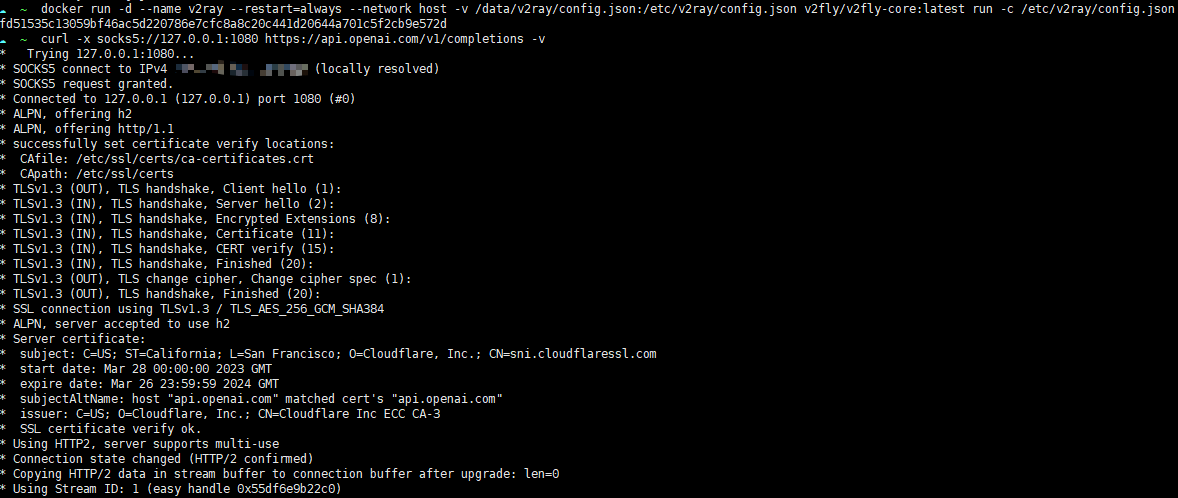 ~ docker run -d --name v2ray --restart=always --network host -v /data/v2ray/config.json:/etc/v2ray/config.json v2fly/v2fly-core:latest run -c /etc/v2ray/config.json
fd51535c13059bf46ac5d220786e7cfc8a8c20c441d20644a701c5f2cb9e572d
~ curl -x socks5://127.0.0.1:1080 https://api.openai.com/v1/completions -v
*   Trying 127.0.0.1:1080...
* SOCKS5 connect to IPv4 (locally resolved)
* SOCKS5 request granted.
* Connected to 127.0.0.1 (127.0.0.1) port 1080 (#0)
* ALPN, offering h2
* ALPN, offering http/1.1
* successfully set certificate verify locations:
*  CAfile: /etc/ssl/certs/ca-certificates.crt
*  CApath: /etc/ssl/certs
* TLSv1.3 (OUT), TLS handshake, Client hello (1):
* TLSv1.3 (IN), TLS handshake, Server hello (2):
* TLSv1.3 (IN), TLS handshake, Encrypted Extensions (8):
* TLSv1.3 (IN), TLS handshake, Certificate (11):
* TLSv1.3 (IN), TLS handshake, CERT verify (15):
* TLSv1.3 (IN), TLS handshake, Finished (20):
* TLSv1.3 (OUT), TLS change cipher, Change cipher spec (1):
* TLSv1.3 (OUT), TLS handshake, Finished (20):
* SSL connection using TLSv1.3 / TLS_AES_256_GCM_SHA384
* ALPN, server accepted to use h2
* Server certificate:
*  subject: C=US; ST=California; L=San Francisco; O=Cloudflare, Inc.; CN=sni.cloudflaressl.com
*  start date: Mar 28 00:00:00 2023 GMT
*  expire date: Mar 26 23:59:59 2024 GMT
*  subjectAltName: host "api.openai.com" matched cert's "api.openai.com"
*  issuer: C=US; O=Cloudflare, Inc.; CN=Cloudflare Inc ECC CA-3
*  SSL certificate verify ok.
* Using HTTP2, server supports multi-use
* Connection state changed (HTTP/2 confirmed)
* Copying HTTP/2 data in stream buffer to connection buffer after upgrade: len=0
* Using Stream ID: 1 (easy handle 0x55df6e9b22c0)